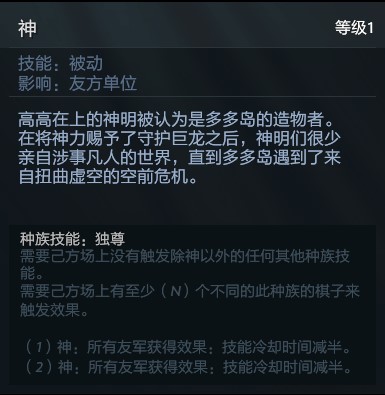 神
等级1
技能：被动
影响：友方单位
高高在上的神明被认为是多多岛的造物者。
在将神力赐予了守护巨龙之后，神明们很少
亲自涉事凡人的世界，直到多多岛遇到了来
自扭曲虚空的空前危机。
种族技能：独尊
需要己方场上没有触发除神以外的任何其他种族技
能。
需要己方场上有至少（N）个不同的此种族的棋子来
触发效果。
（1）神：所有友军获得效果：技能冷却时间减半。
（2）神：所有友军获得效果：技能冷却时间减半。